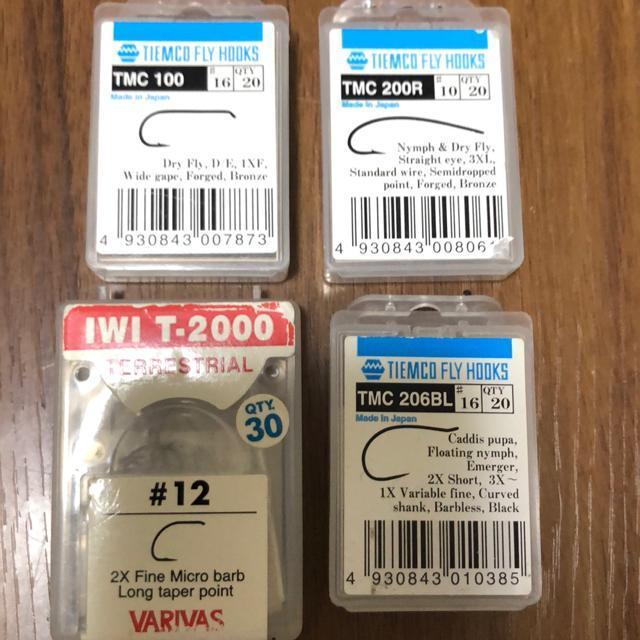 TIEMCO FLY HOOKS
TMC 100 # 16 QTY 20
Made in Japan
Dry Fly, D/E, 1XF,
Wide gape, Forged, Bronze
4 930843 007873
TIEMCO FLY HOOKS
TMC 200R # 10 QTY 20
Made in Japan
Nymph & Dry Fly,
Straight eye, 3XL,
Standard wire, Semidropped
point, Forged, Bronze
4 930843 00806
IWI T-2000
TERRESTRIAL
QTY.
30
#12
2X Fine Micro barb
Long taper point
VARIVAS
TIEMCO FLY HOOKS
TMC 206BL # 16 QTY 20
Made in Japan
Caddis pupa,
Floating nymph,
Emerger,
2X Short, 3X～
1X Variable fine, Curved
shank, Barbless, Black
4 930843 010385